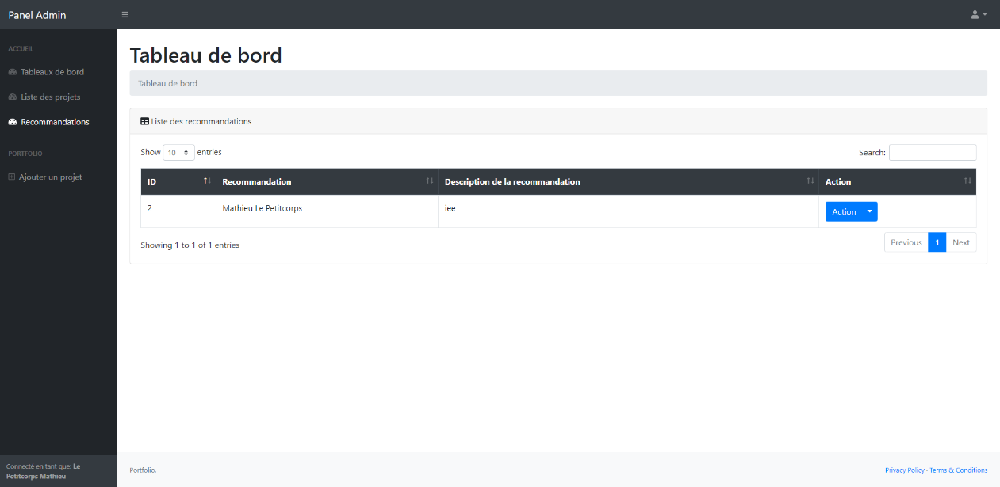 Panel Admin
ACCUEIL
Tableaux de bord
Liste des projets
Recommandations
PORTFOLIO
Ajouter un projet
Connecté en tant que: Le
Petitcorps Mathieu
Tableau de bord
Tableau de bord
Liste des recommandations
Show 10 entries
Search:
ID Recommandation Description de la recommandation Action
2 Mathieu Le Petitcorps iee Action
Showing 1 to 1 of 1 entries
Previous 1 Next
Portfolio.
Privacy Policy · Terms & Conditions